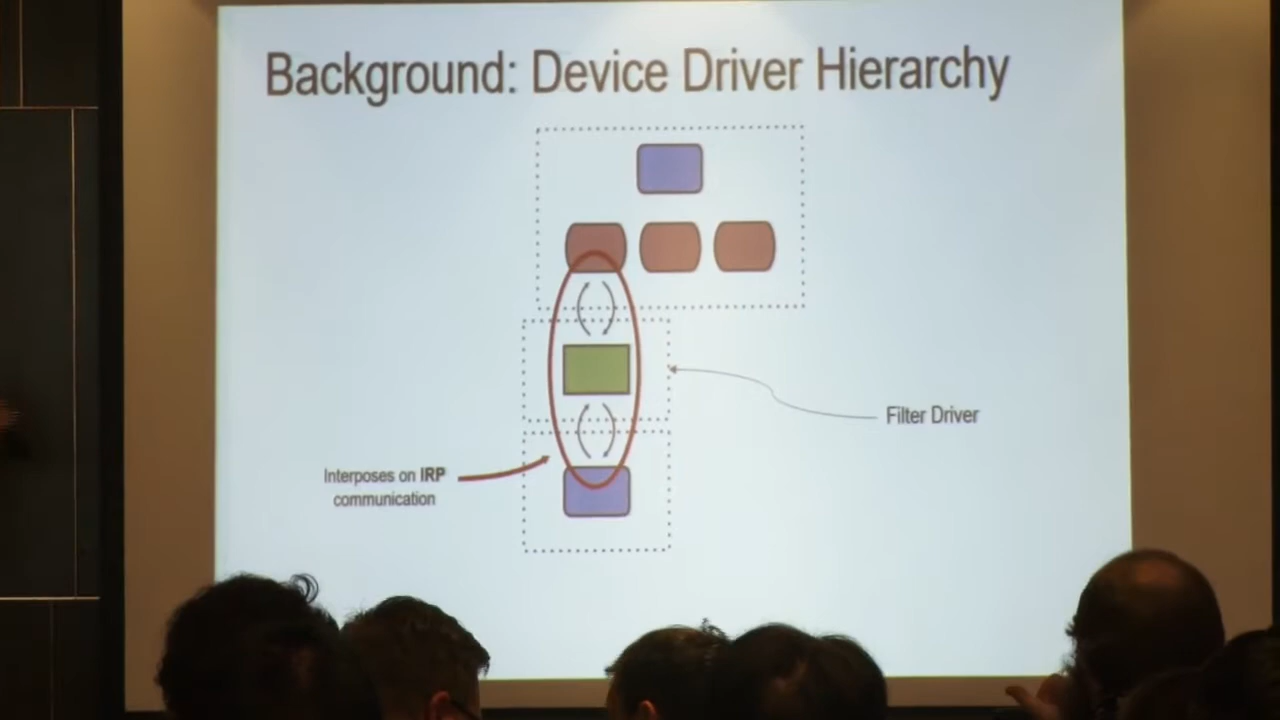 Background: Device Driver Hierarchy
Filter Driver
Interposes on IRP
communication